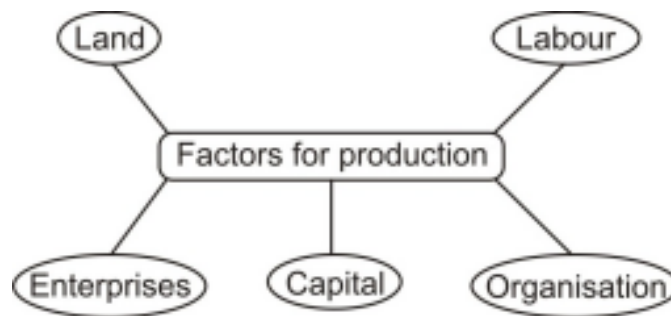 Land
Labour
Factors for production
Enterprises
Capital
Organisation